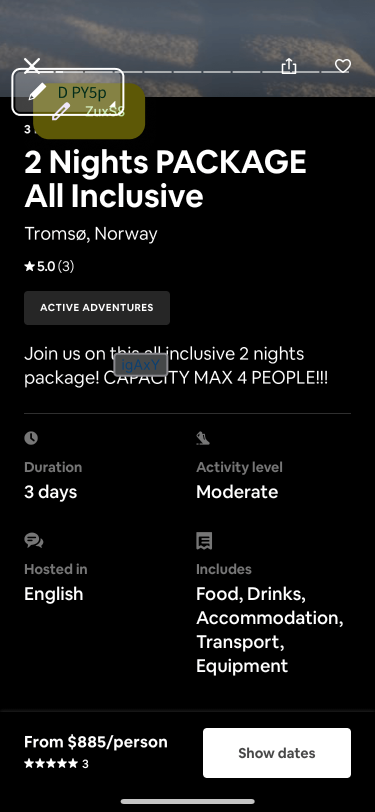 D PY5p
ZuxS8
3
2 Nights PACKAGE
All Inclusive
Tromsø, Norway
5.0 (3)
ACTIVE ADVENTURES
Join us on this all inclusive 2 nights
igAxY
package! CAPACITY MAX 4 PEOPLE!!!
Duration
Activity level
3 days
Moderate
Hosted in
Includes
English
Food, Drinks,
Accommodation,
Transport,
Equipment
From $885/person
Show dates
3